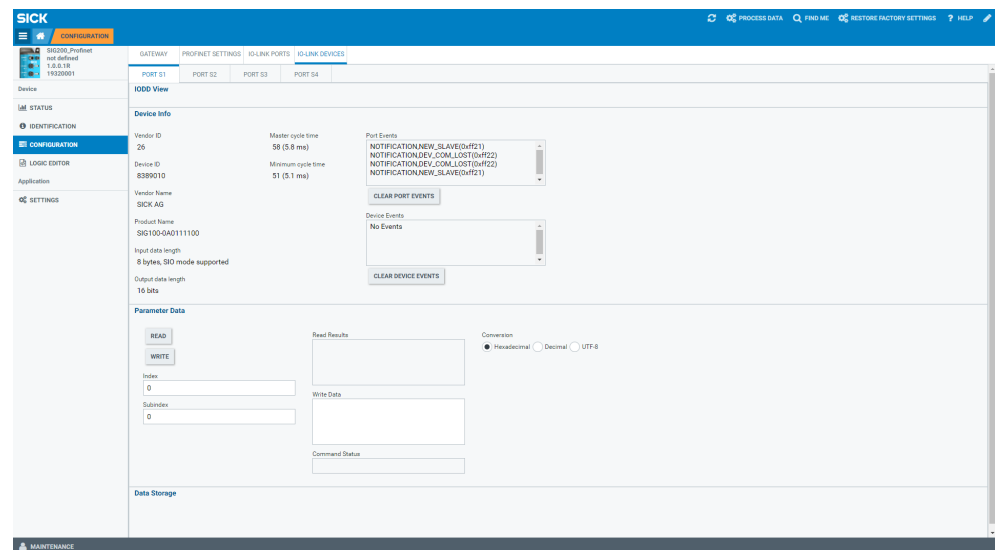 SICK
PROCESS DATA
FIND ME
RESTORE FACTORY SETTINGS
? HELP
CONFIGURATION
SIG200_Profinet
not defined
1.0.0.1R
19320001
Device
STATUS
IDENTIFICATION
CONFIGURATION
LOGIC EDITOR
Application
SETTINGS
GATEWAY PROFINET SETTINGS IO-LINK PORTS IO-LINK DEVICES
PORT S1 PORT S2 PORT S3 PORT S4
IODD View
Device Info
Vendor ID
26
Master cycle time
58 (5.8 ms)
Device ID
8389010
Minimum cycle time
51 (5.1 ms)
Vendor Name
SICK AG
Product Name
SIG100-0A0111100
Input data length
8 bytes, SIO mode supported
Output data length
16 bits
Port Events
NOTIFICATION,NEW_SLAVE(0xff21)
NOTIFICATION,DEV_COM_LOST(0xff22)
NOTIFICATION,DEV_COM_LOST(0xff22)
NOTIFICATION,NEW_SLAVE(0xff21)
CLEAR PORT EVENTS
Device Events
No Events
CLEAR DEVICE EVENTS
Parameter Data
READ
WRITE
Index
0
Subindex
0
Read Results
Write Data
Command Status
Conversion
Hexadecimal Decimal UTF-8
Data Storage
MAINTENANCE